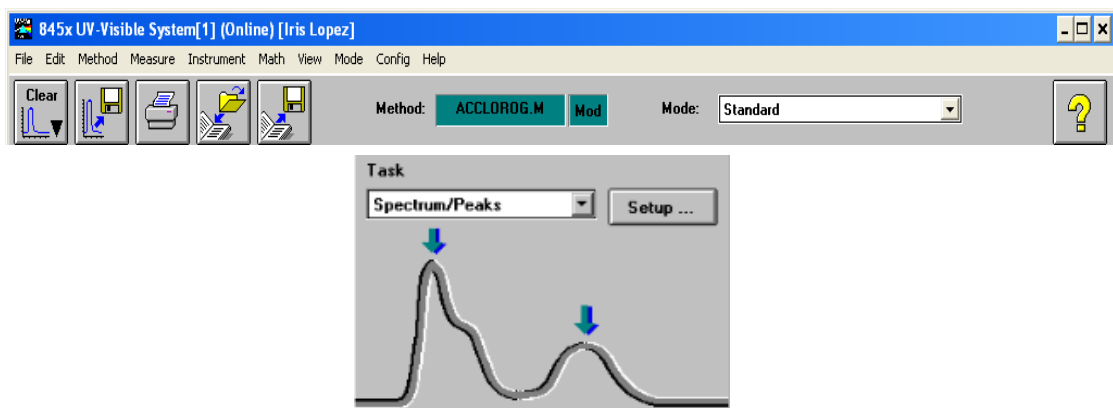 845x UV-Visible System[1] (Online) [Iris Lopez]
File Edit Method Measure Instrument Math View Mode Config Help
Clear Method: ACCLOROG.M Mod Mode: Standard
Task
Spectrum/Peaks Setup ...